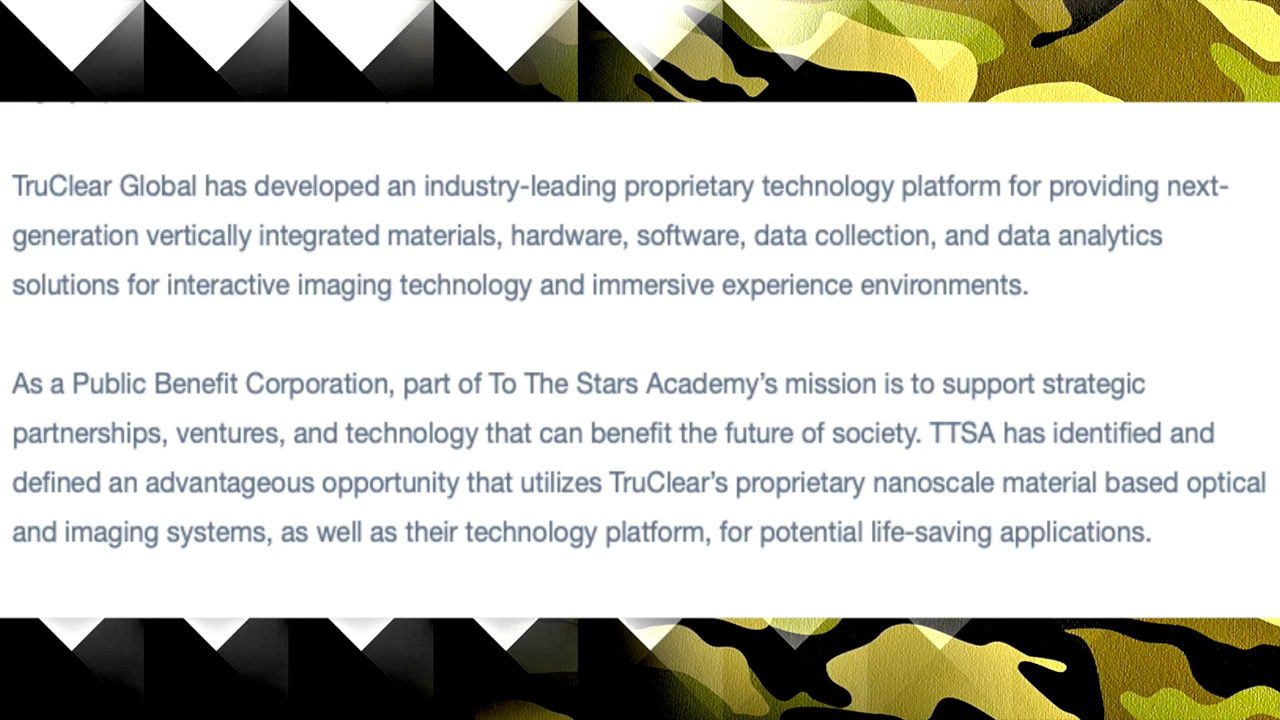 TruClear Global has developed an industry-leading proprietary technology platform for providing next-
generation vertically integrated materials, hardware, software, data collection, and data analytics
solutions for interactive imaging technology and immersive experience environments.
As a Public Benefit Corporation, part of To The Stars Academy’s mission is to support strategic
partnerships, ventures, and technology that can benefit the future of society. TTSA has identified and
defined an advantageous opportunity that utilizes TruClear’s proprietary nanoscale material based optical
and imaging systems, as well as their technology platform, for potential life-saving applications.